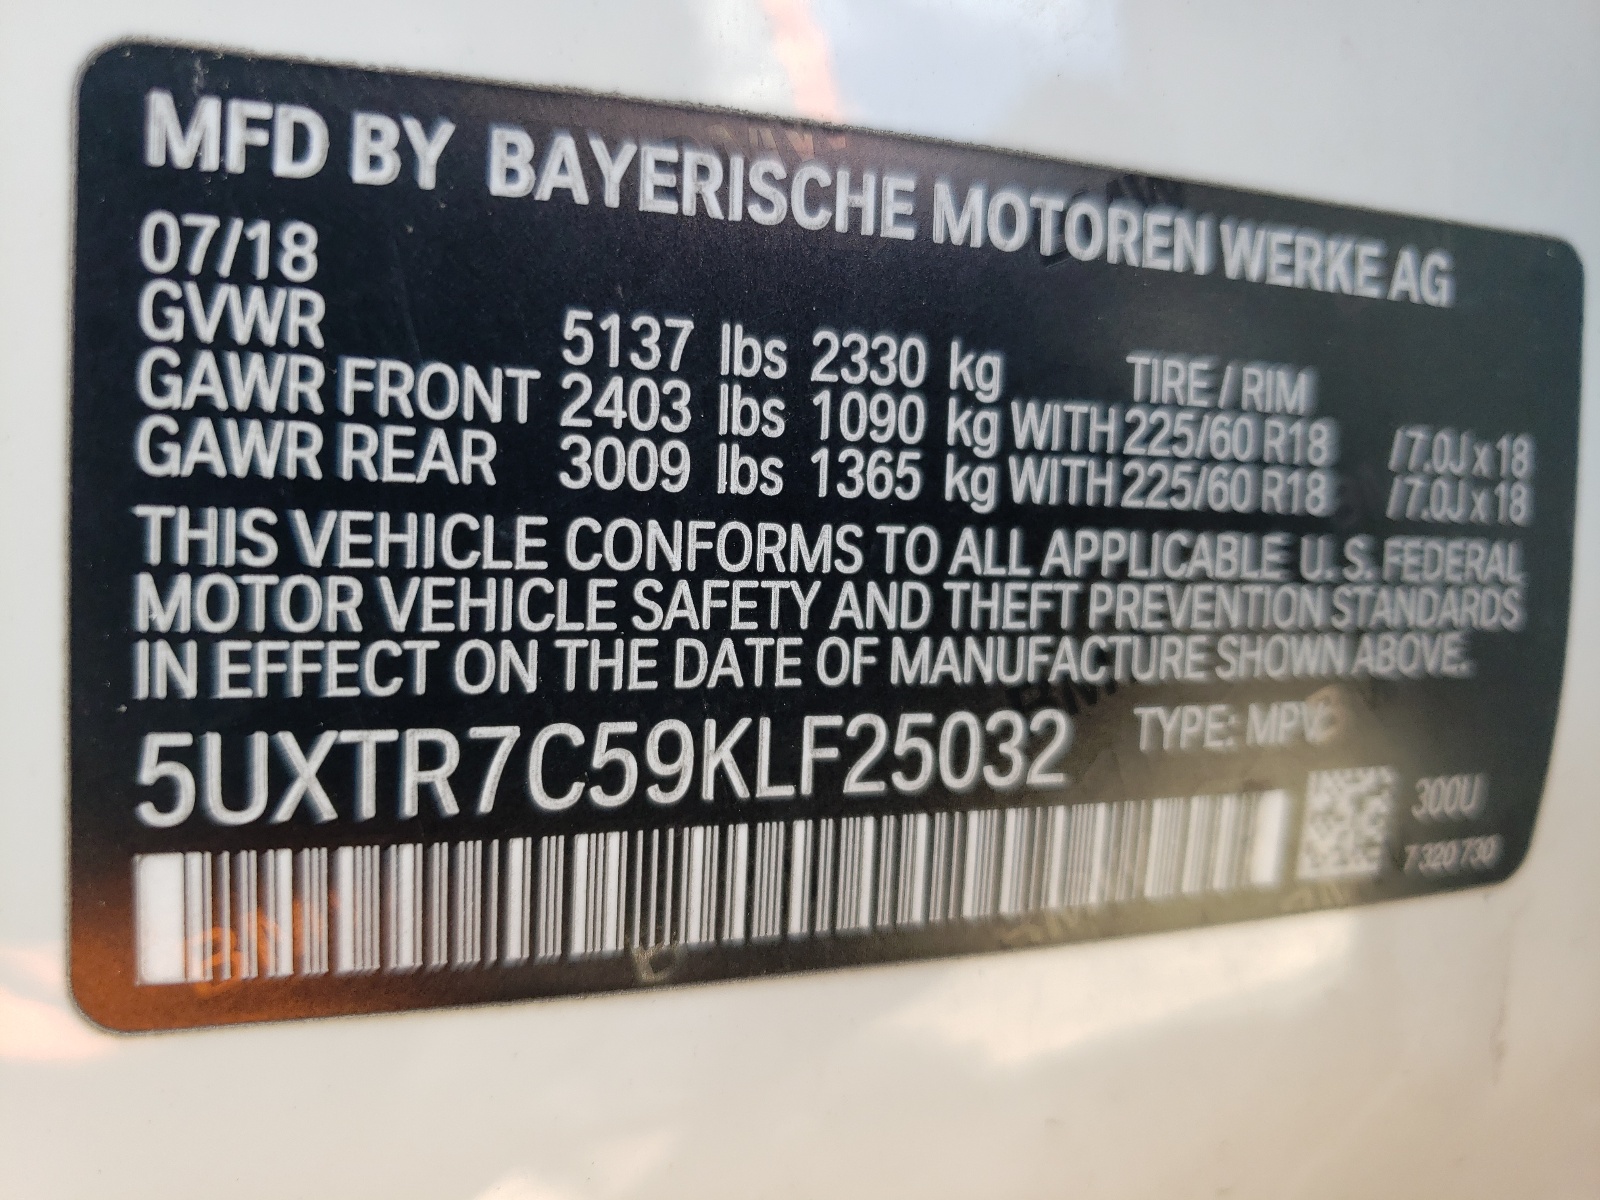 MFD BY BAYERISCHE MOTOREN WERKE AG
07/18
GVWR 5137 lbs 2330 kg TIRE / RIM
GAWR FRONT 2403 lbs 1090 kg WITH 225/60 R18 /7.0J x 18
GAWR REAR 3009 lbs 1365 kg WITH 225/60 R18 /7.0J x 18
THIS VEHICLE CONFORMS TO ALL APPLICABLE U. S. FEDERAL
MOTOR VEHICLE SAFETY AND THEFT PREVENTION STANDARDS
IN EFFECT ON THE DATE OF MANUFACTURE SHOWN ABOVE.
5UXTR7C59KLF25032 TYPE: MPV
300U
7 320 730